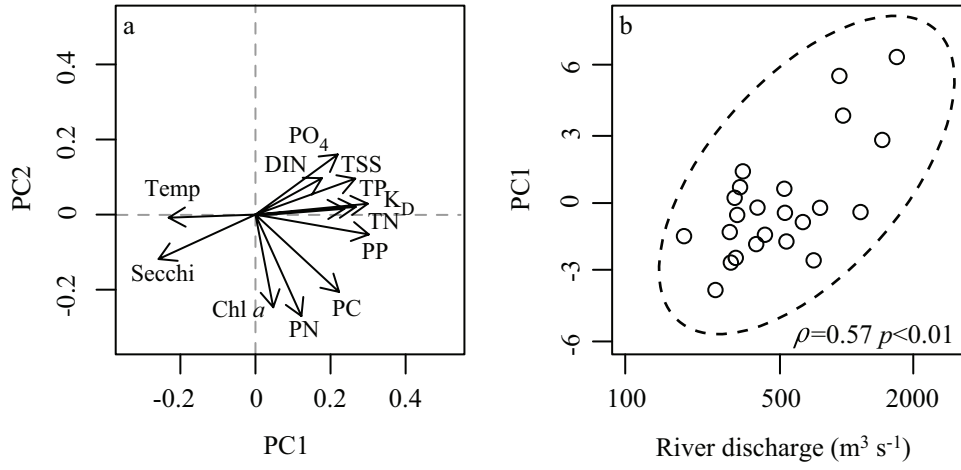 a
0.4
0.2
0
-0.2
PC2
PO4
DIN
TSS
TP
KD
TN
PP
Temp
Secchi
Chl a
PN
PC
-0.2
0
0.2
0.4
PC1
b
6
3
0
-3
-6
PC1
ρ=0.57 p<0.01
100
500
2000
River discharge (m³ s⁻¹)